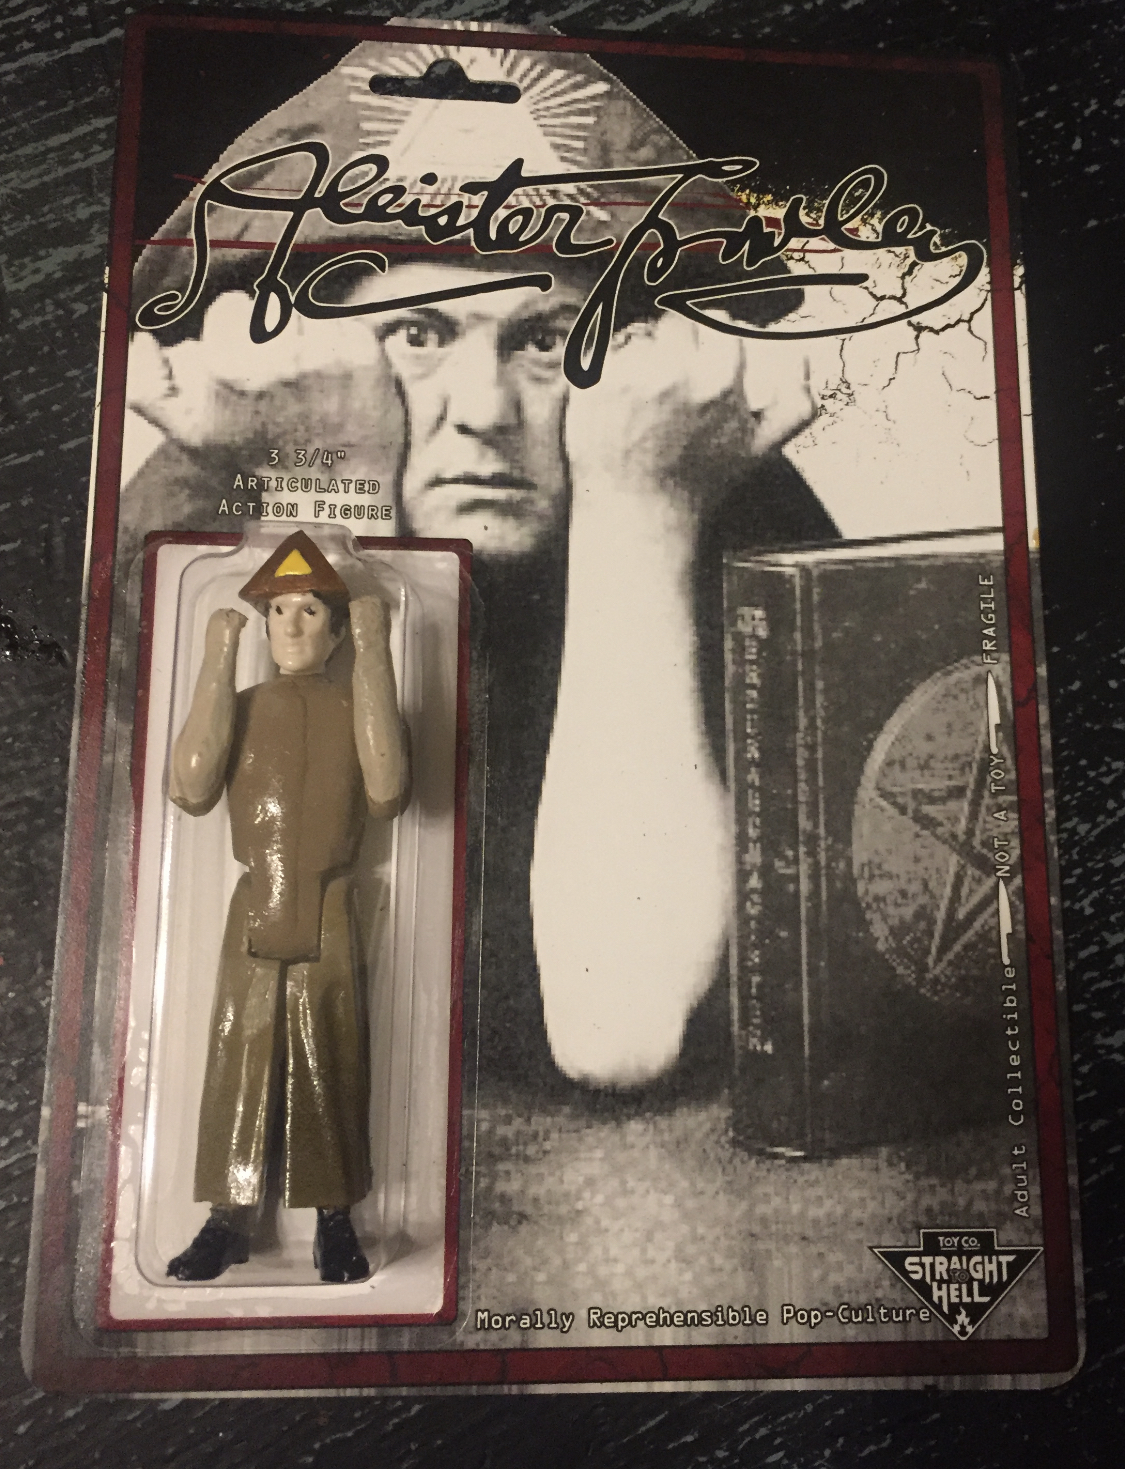 Aleister Crowley
3 3/4"
ARTICULATED
ACTION FIGURE
Adult Collectible NOT A TOY FRAGILE
Morally Reprehensible Pop-Culture
TOY CO.
STRAIGHT
TO
HELL